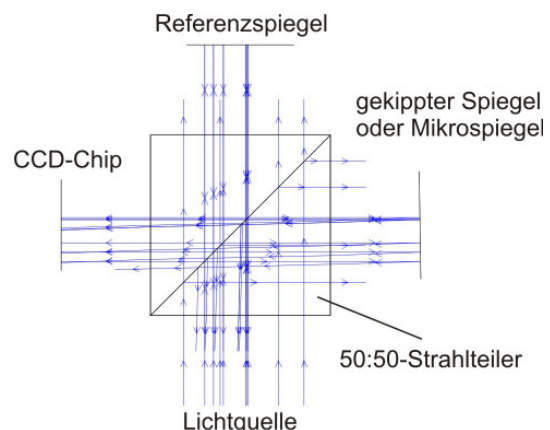 Referenzspiegel
gekippter Spiegel
oder Mikrospiegel
CCD-Chip
50:50-Strahlteiler
Lichtquelle